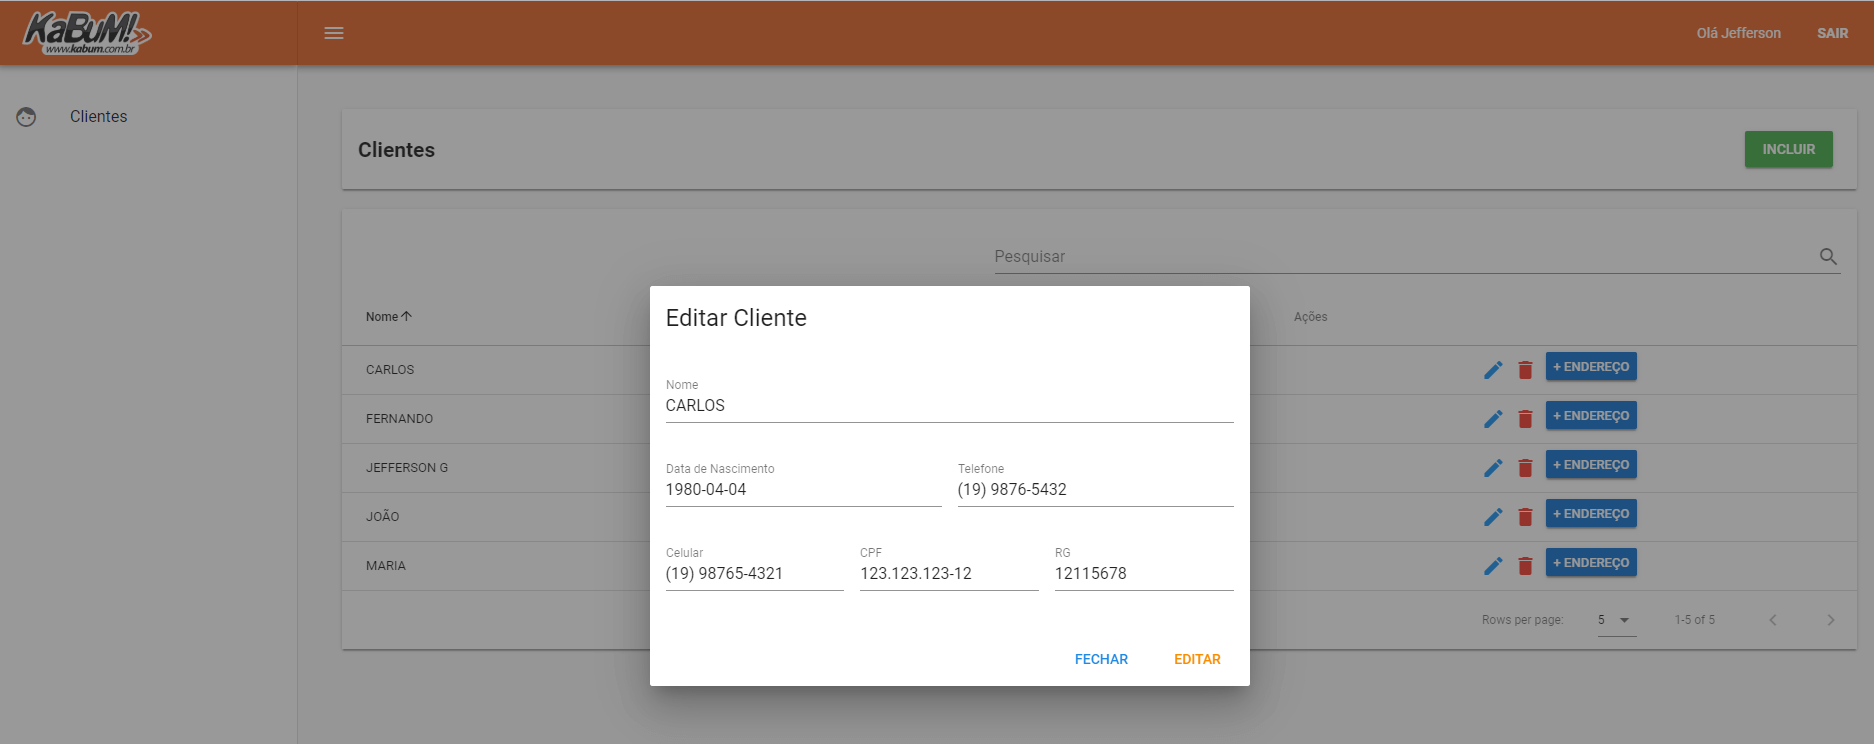 KaBuM!
www.kabum.com.br
Olá Jefferson
SAIR
Clientes
Clientes
INCLUIR
Pesquisar
Nome
Ações
CARLOS
+ ENDEREÇO
FERNANDO
+ ENDEREÇO
JEFFERSON G
+ ENDEREÇO
JOÃO
+ ENDEREÇO
MARIA
+ ENDEREÇO
Rows per page:
5
1-5 of 5
Editar Cliente
Nome
CARLOS
Data de Nascimento
1980-04-04
Telefone
(19) 9876-5432
Celular
(19) 98765-4321
CPF
123.123.123-12
RG
12115678
FECHAR
EDITAR